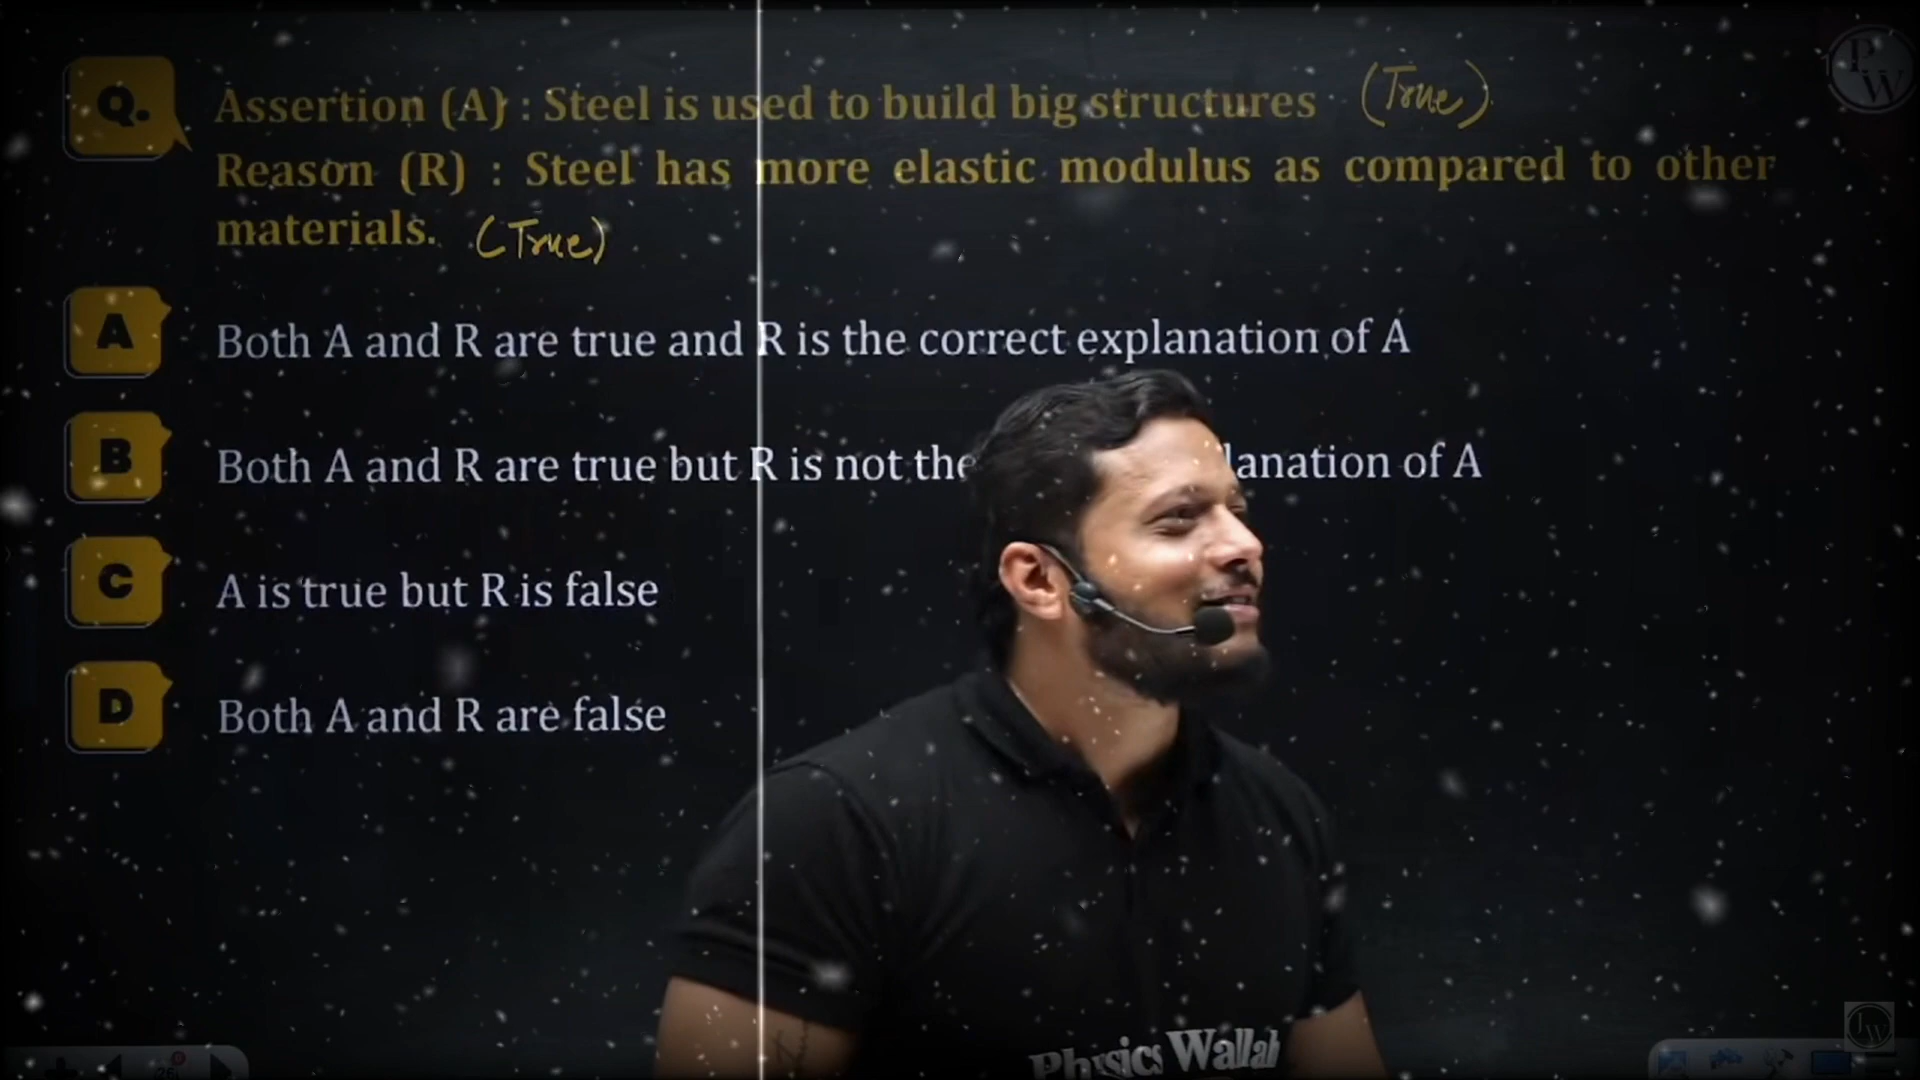 Q.
Assertion (A) : Steel is used to build big structures (True)
Reason (R) : Steel has more elastic modulus as compared to other
materials. (True)
A Both A and R are true and R is the correct explanation of A
B Both A and R are true but R is not the lanation of A
C A is true but R is false
D Both A and R are false
PW
Physics Wallah